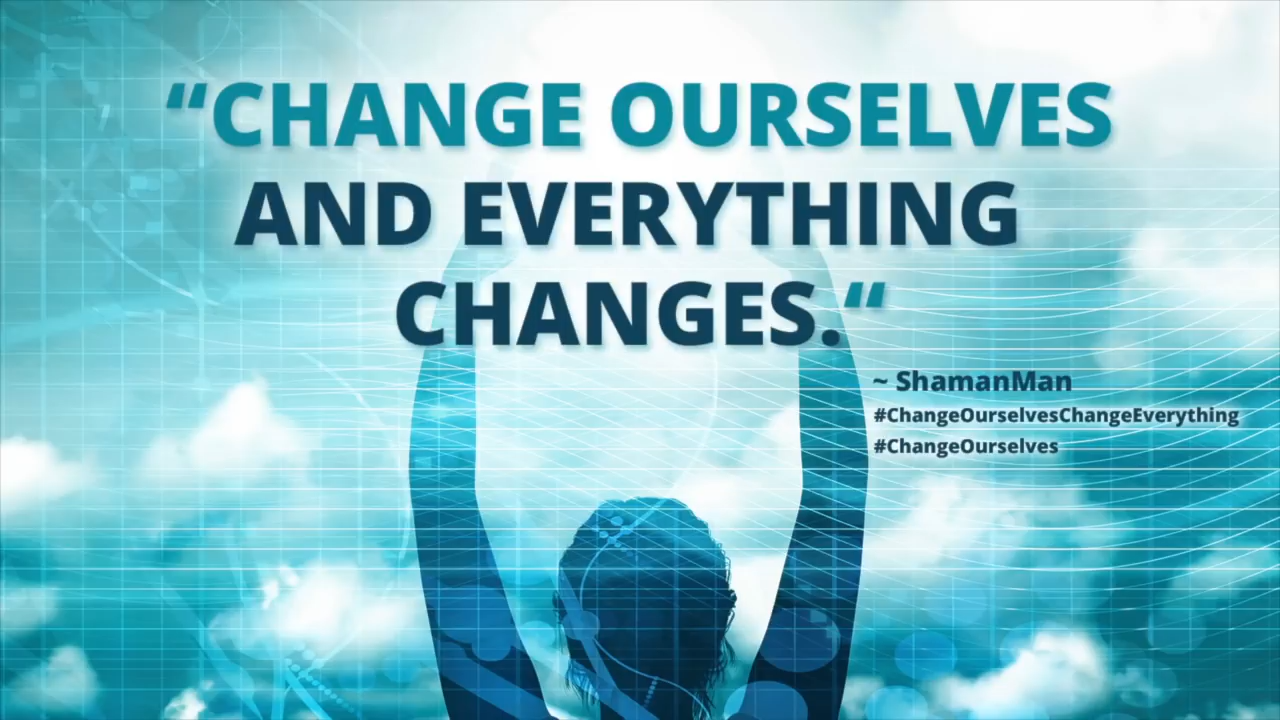 “CHANGE OURSELVES
AND EVERYTHING
CHANGES.“
~ ShamanMan
#ChangeOurselvesChangeEverything
#ChangeOurselves